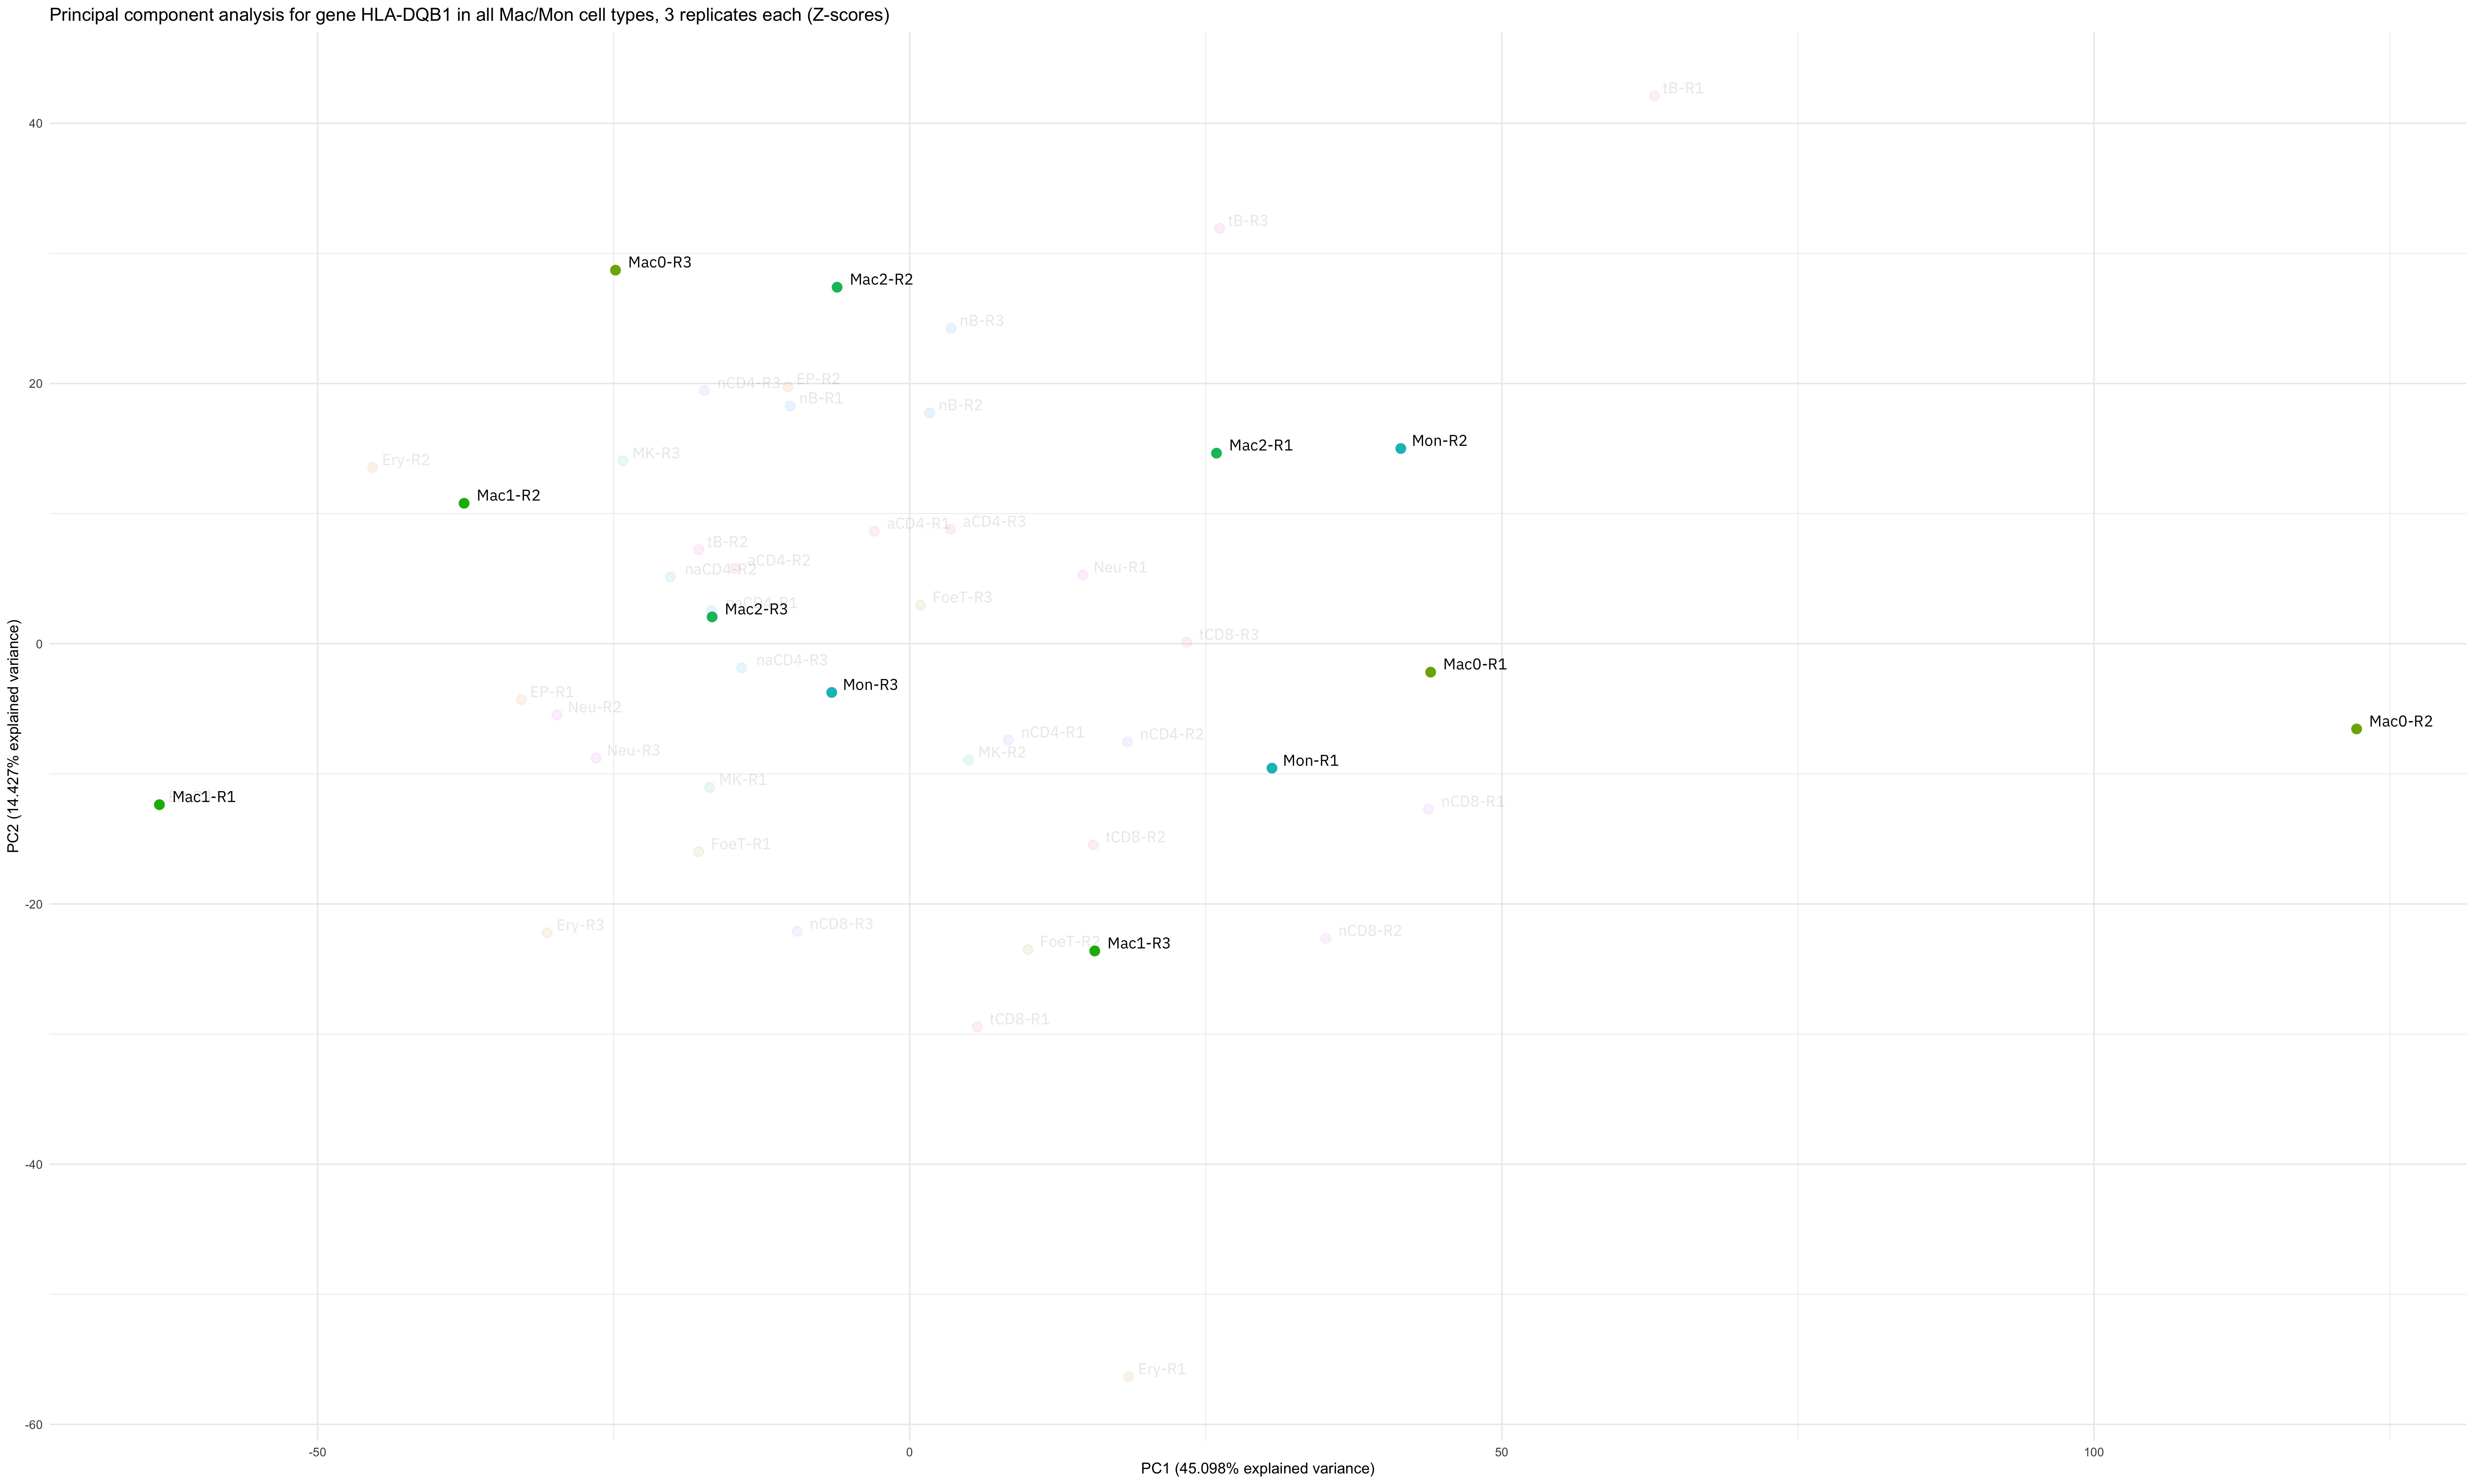 Principal component analysis for gene HLA-DQB1 in all Mac/Mon cell types, 3 replicates each (Z-scores)
tB-R1
40
tB-R3
Mac0-R3
Mac2-R2
nB-R3
EP-R2
nCD4-R3
20
nB-R1
nB-R2
Mon-R2
Mac2-R1
MK-R3
Ery-R2
Mac1-R2
aCD4-R3
aCD4-R1
tB-R2
aCD4-R2
Neu-R1
naCD4-R2
FoeT-R3
naCD4-R1
Mac2-R3
tCD8-R3
0
naCD4-R3
Mac0-R1
Mon-R3
EP-R1
Neu-R2
Mac0-R2
nCD4-R1
nCD4-R2
Neu-R3
MK-R2
Mon-R1
MK-R1
Mac1-R1
nCD8-R1
tCD8-R2
FoeT-R1
-20
nCD8-R3
Ery-R3
nCD8-R2
FoeT-R2
Mac1-R3
tCD8-R1
-40
Ery-R1
-60
PC2 (14.427% explained variance)
-50
0
50
100
PC1 (45.098% explained variance)